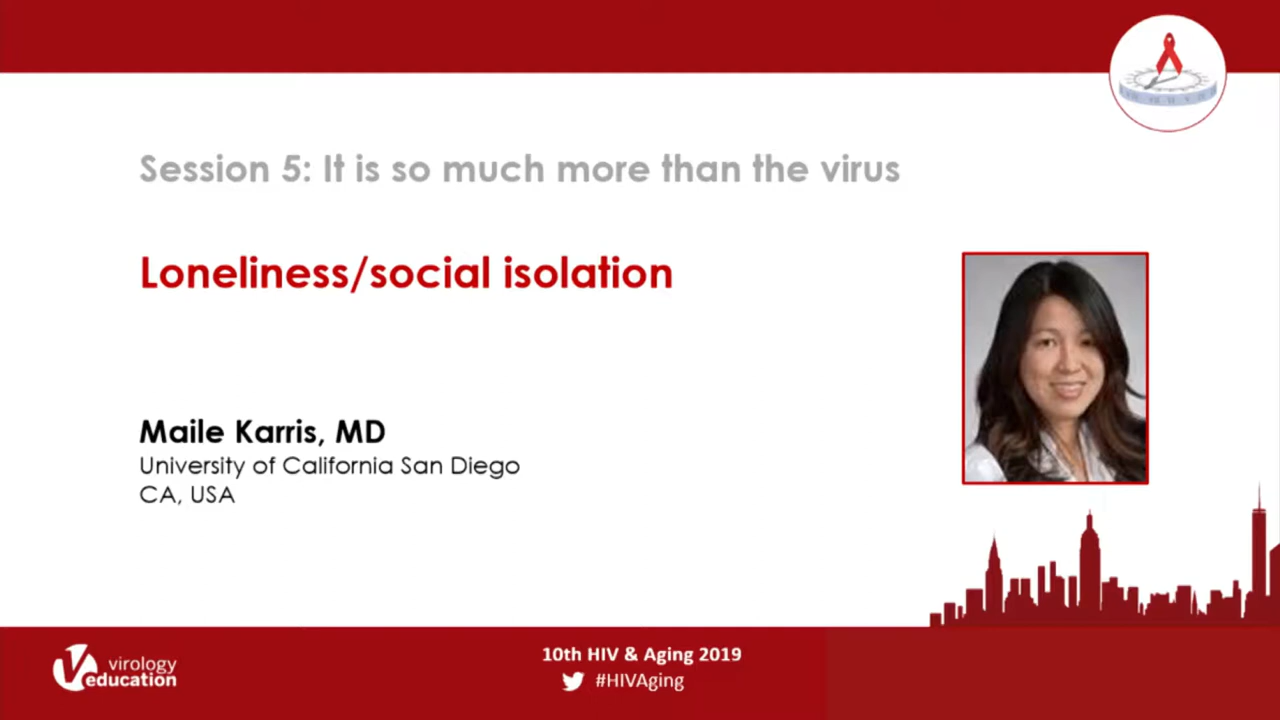 Session 5: It is so much more than the virus
Loneliness/social isolation
Maile Karris, MD
University of California San Diego
CA, USA
virology
education
10th HIV & Aging 2019
#HIVAging